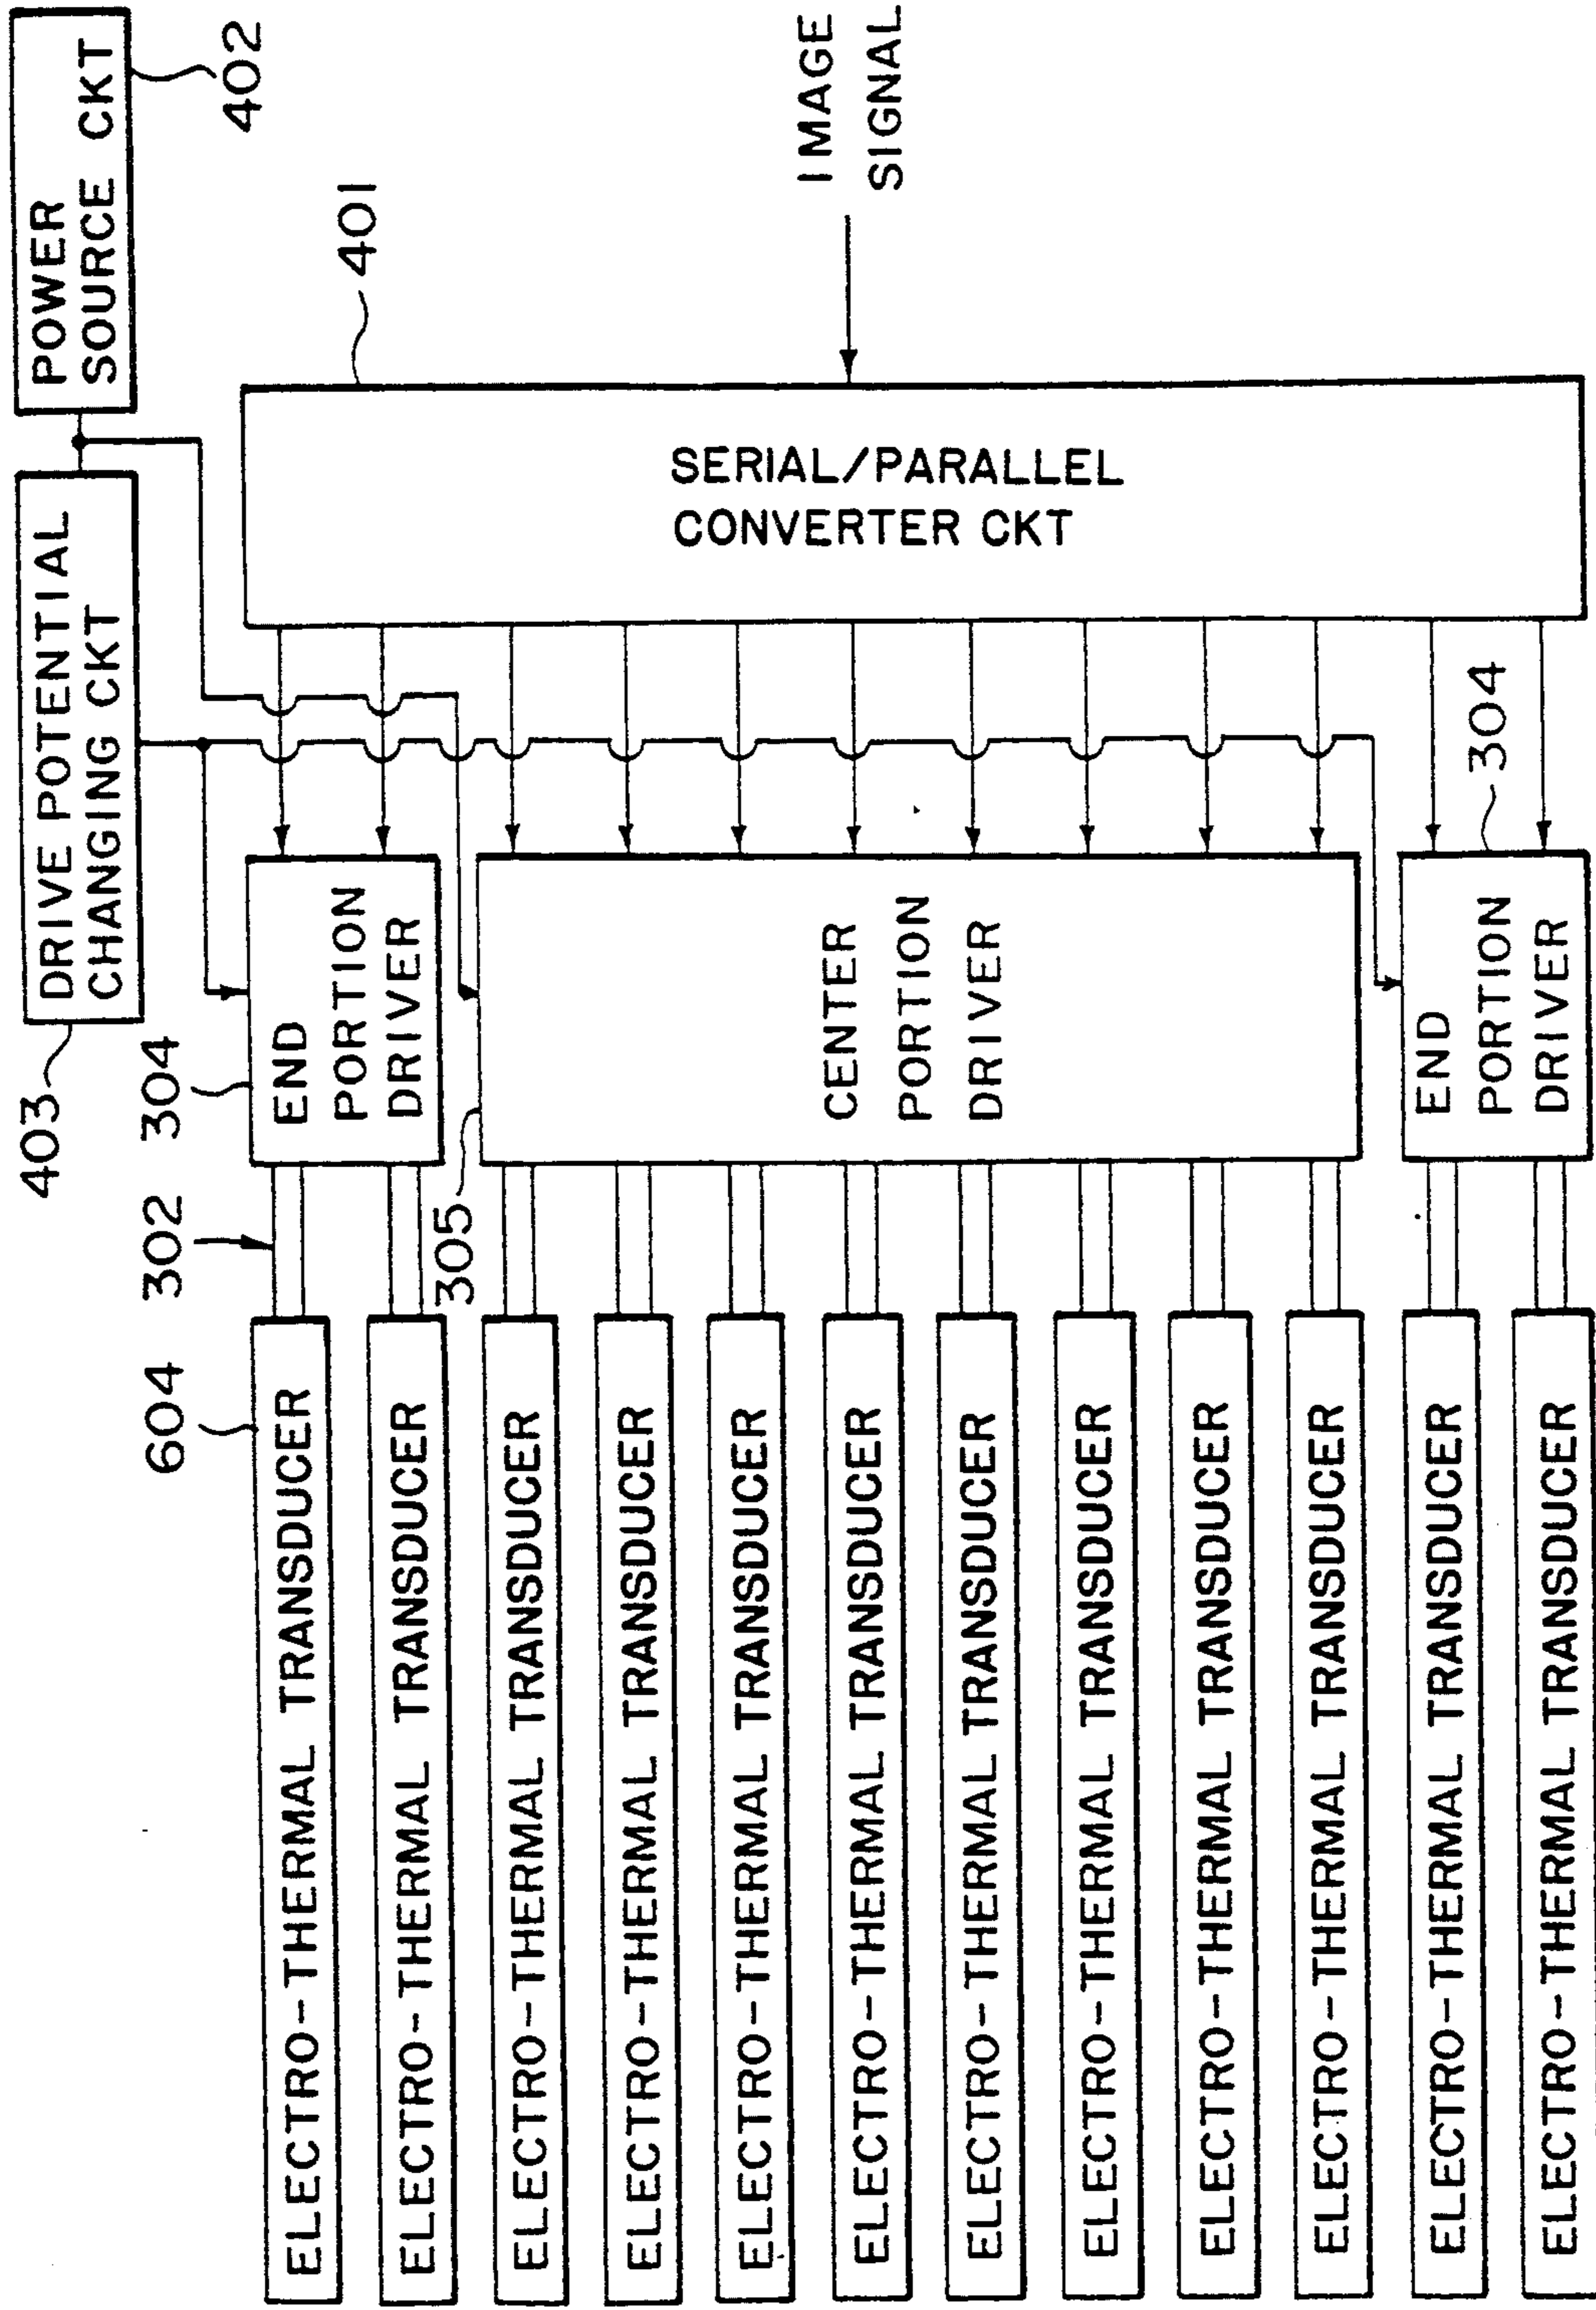 POWER
SOURCE CKT
402
DRIVE POTENTIAL
CHANGING CKT
403
IMAGE
SIGNAL
401
SERIAL/PARALLEL
CONVERTER CKT
304
END
PORTION
DRIVER
305
CENTER
PORTION
DRIVER
304
END
PORTION
DRIVER
302
604
ELECTRO-THERMAL TRANSDUCER
ELECTRO-THERMAL TRANSDUCER
ELECTRO-THERMAL TRANSDUCER
ELECTRO-THERMAL TRANSDUCER
ELECTRO-THERMAL TRANSDUCER
ELECTRO-THERMAL TRANSDUCER
ELECTRO-THERMAL TRANSDUCER
ELECTRO-THERMAL TRANSDUCER
ELECTRO-THERMAL TRANSDUCER
ELECTRO-THERMAL TRANSDUCER
ELECTRO-THERMAL TRANSDUCER
ELECTRO-THERMAL TRANSDUCER